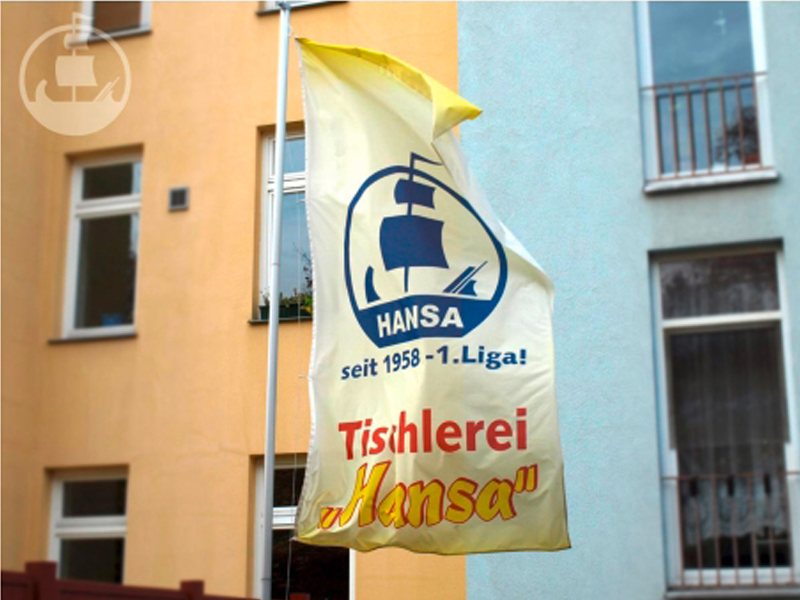 HANSA
seit 1958 - 1.Liga!
Tischlerei
„Hansa“